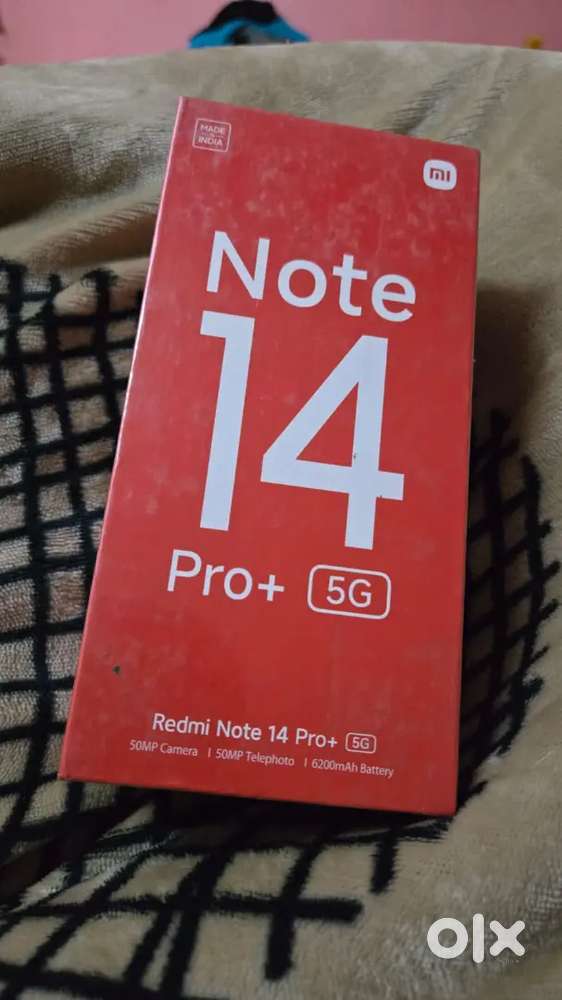 MADE
IN
INDIA
mi
Note
14
Pro+ 5G
Redmi Note 14 Pro+ 5G
50MP Camera | 50MP Telephoto | 6200mAh Battery
olx